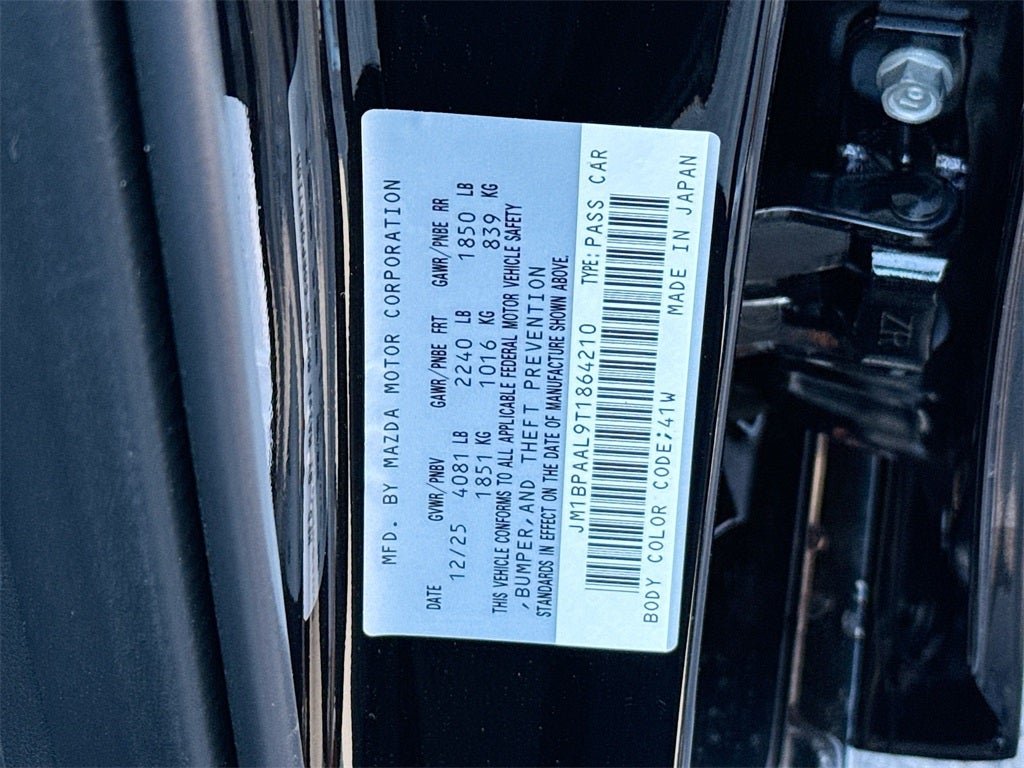 MFD. BY MAZDA MOTOR CORPORATION
DATE GVWR/PNBV GAWR/PNBE FRT GAWR/PNBE RR
12/25 4081 LB 2240 LB 1850 LB
1851 KG 1016 KG 839 KG
THIS VEHICLE CONFORMS TO ALL APPLICABLE FEDERAL MOTOR VEHICLE SAFETY
,BUMPER,AND THEFT PREVENTION
STANDARDS IN EFFECT ON THE DATE OF MANUFACTURE SHOWN ABOVE.
JM1BPAAL9T1864210 TYPE:PASS CAR
BODY COLOR CODE;41W MADE IN JAPAN